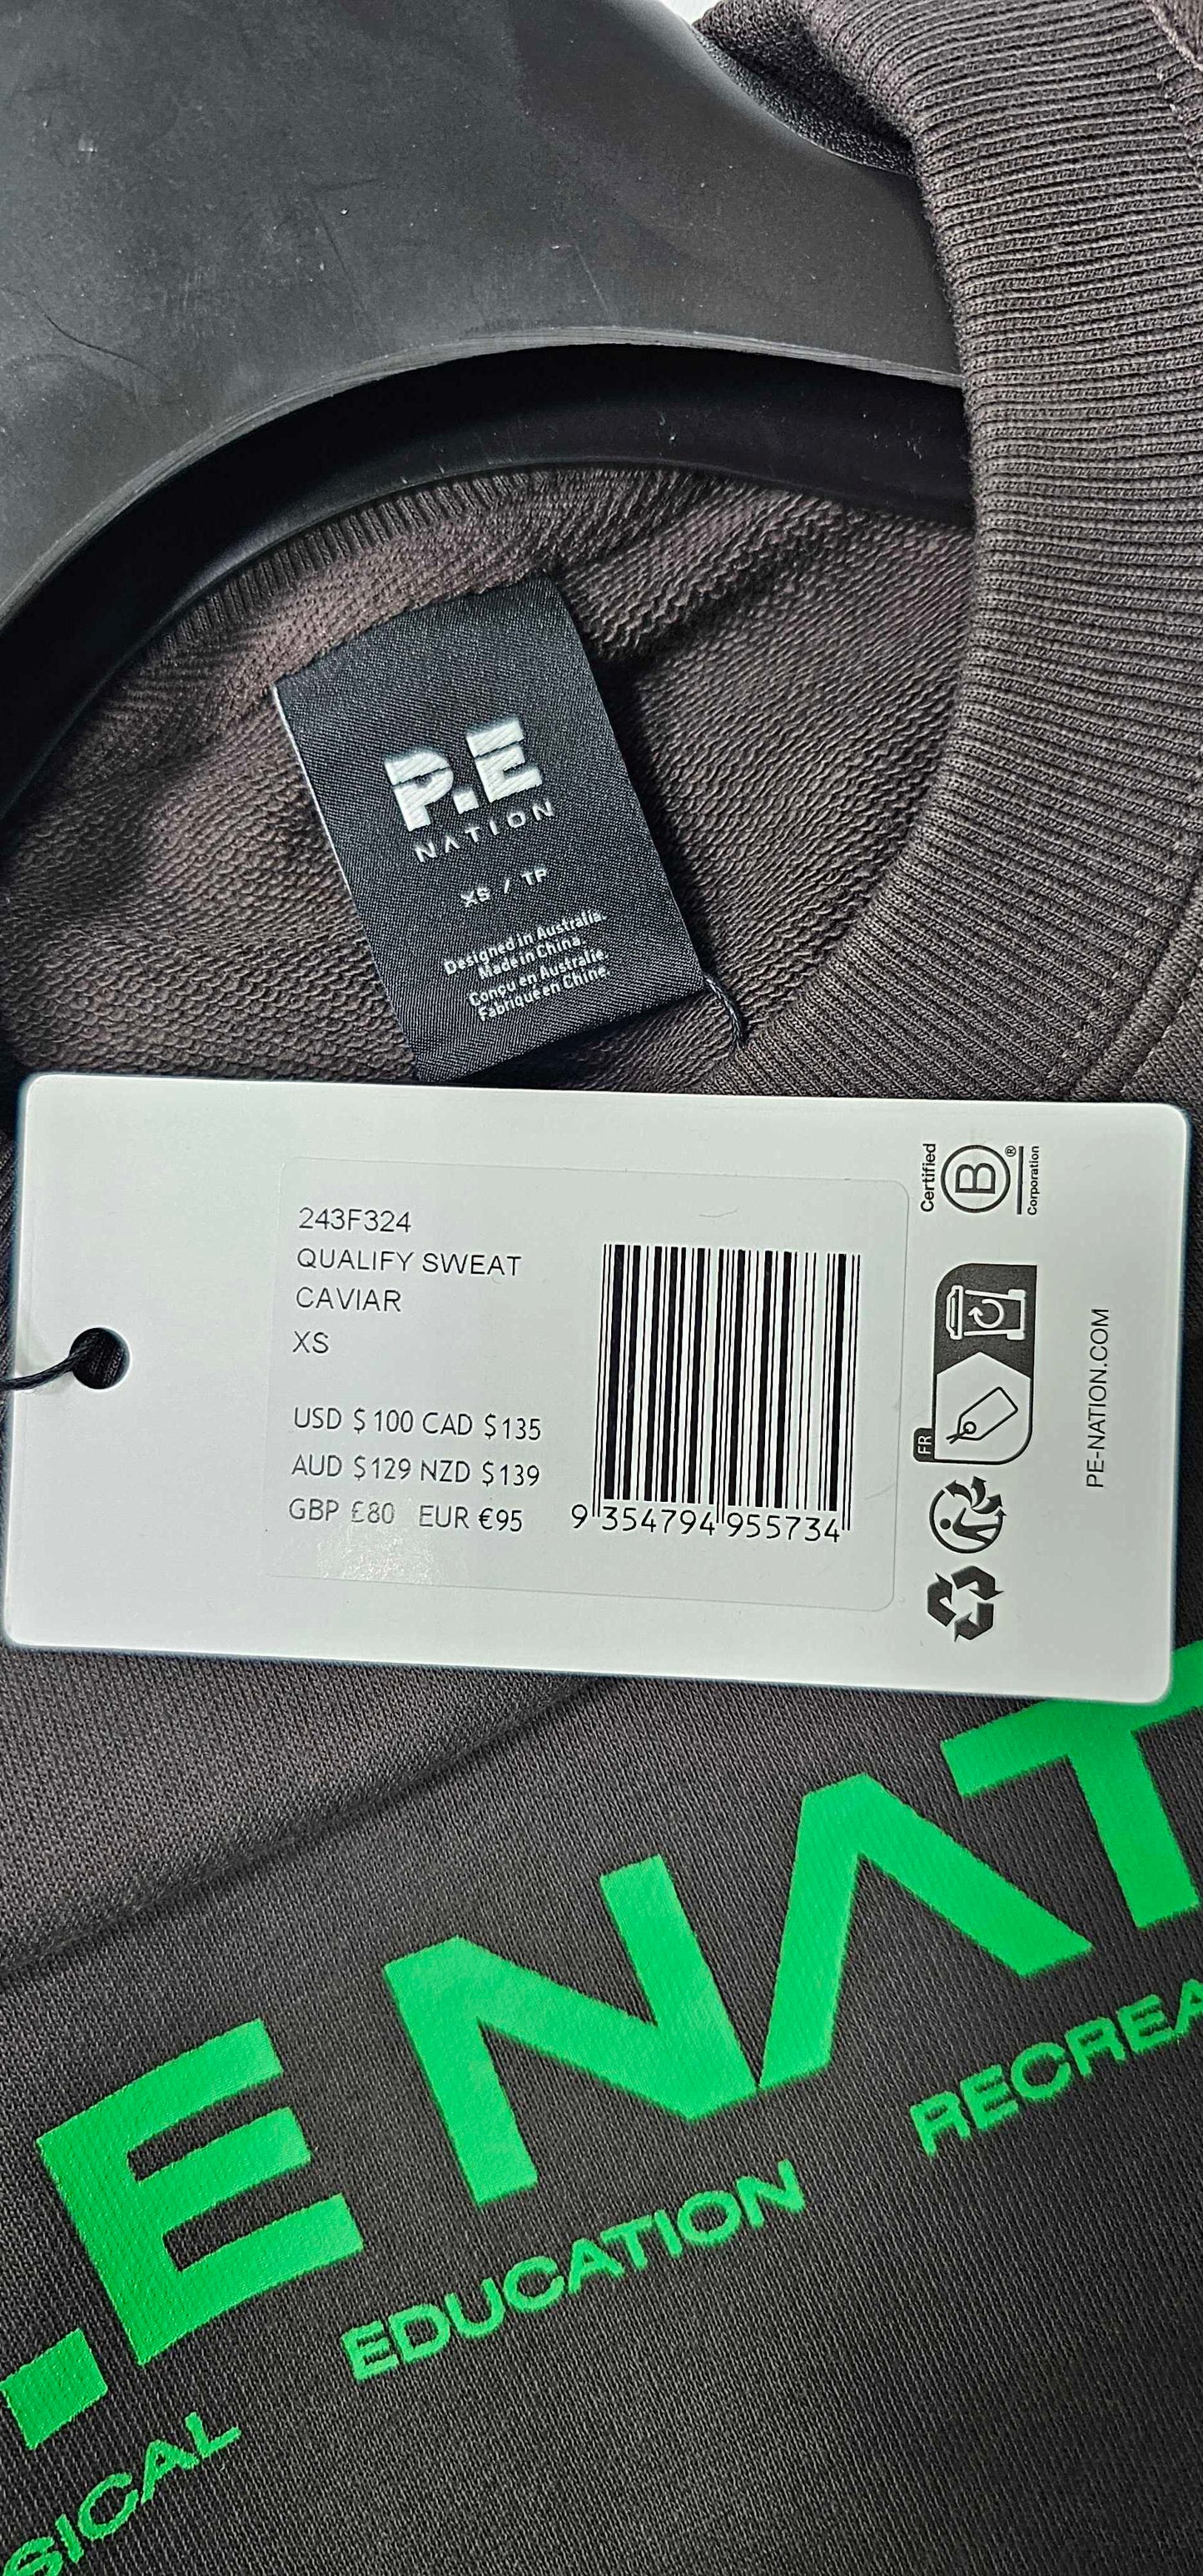 P.E
NATION
XS / TP
Designed in Australia.
Made in China.
Conçu en Australie.
Fabriqué en Chine.
243F324
QUALIFY SWEAT
CAVIAR
XS
USD $100 CAD $135
AUD $129 NZD $139
GBP £80 EUR €95
9 354794 955734
Certified
B®
Corporation
FR
PE-NATION.COM
.E NAT
SICAL EDUCATION RECREA